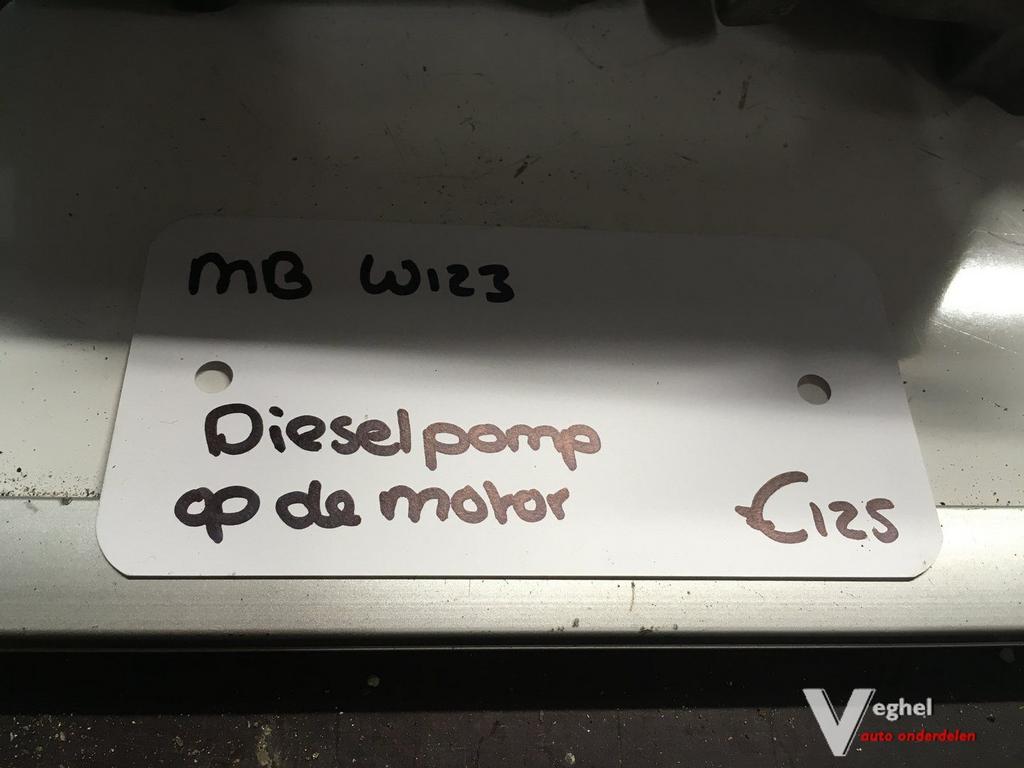 MB W123
Dieselpomp
op de motor
€125
Veghel
auto onderdelen